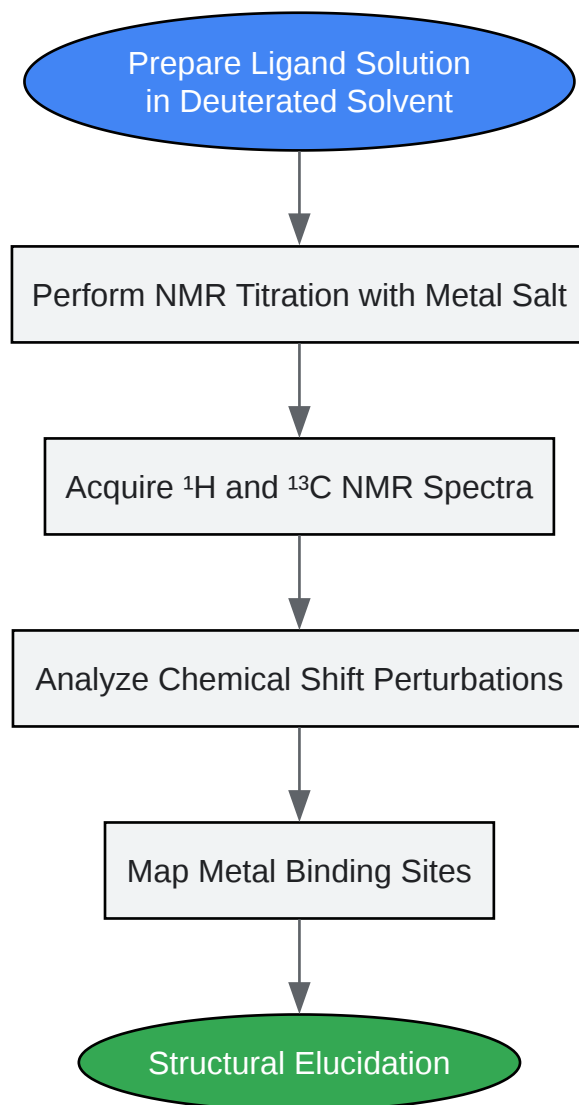 Prepare Ligand Solution
in Deuterated Solvent
Perform NMR Titration with Metal Salt
Acquire ¹H and ¹³C NMR Spectra
Analyze Chemical Shift Perturbations
Map Metal Binding Sites
Structural Elucidation